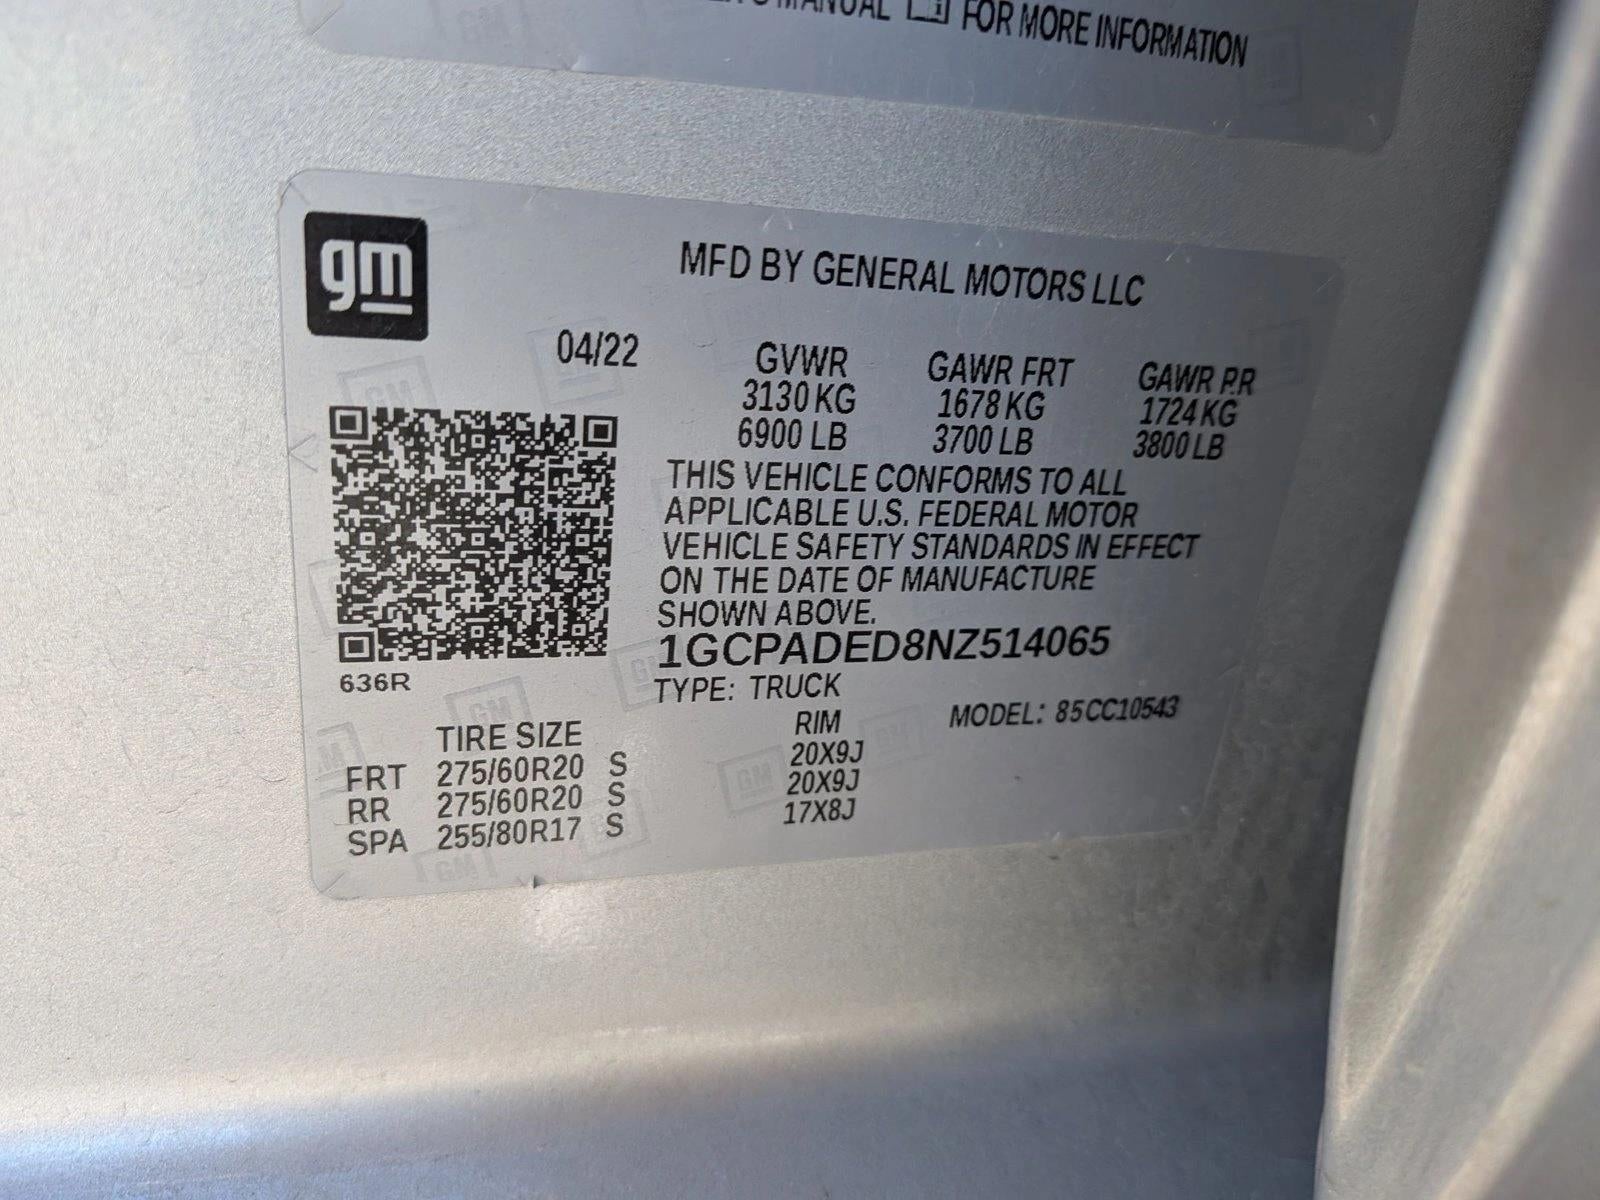 MANUAL FOR MORE INFORMATION
gm
MFD BY GENERAL MOTORS LLC
04/22 GVWR GAWR FRT GAWR RR
3130 KG 1678 KG 1724 KG
6900 LB 3700 LB 3800 LB
THIS VEHICLE CONFORMS TO ALL
APPLICABLE U.S. FEDERAL MOTOR
VEHICLE SAFETY STANDARDS IN EFFECT
ON THE DATE OF MANUFACTURE
SHOWN ABOVE.
1GCPADED8NZ514065
636R
TYPE: TRUCK
MODEL: 85CC10543
TIRE SIZE RIM
FRT 275/60R20 S 20X9J
RR 275/60R20 S 20X9J
SPA 255/80R17 S 17X8J